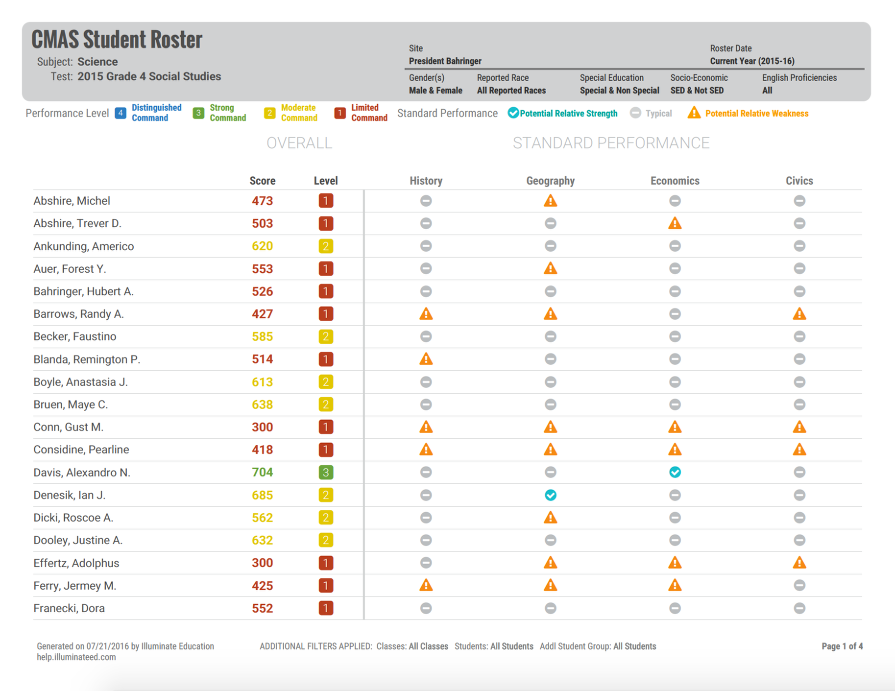 CMAS Student Roster
Subject: Science
Test: 2015 Grade 4 Social Studies
Site Roster Date
President Bahringer Current Year (2015-16)
Gender(s) Reported Race Special Education Socio-Economic English Proficiencies
Male & Female All Reported Races Special & Non Special SED & Not SED All
Performance Level 4 Distinguished Command 3 Strong Command 2 Moderate Command 1 Limited Command Standard Performance Potential Relative Strength Typical Potential Relative Weakness
OVERALL STANDARD PERFORMANCE
Score Level History Geography Economics Civics
Abshire, Michel 473 1
Abshire, Trever D. 503 1
Ankunding, Americo 620 2
Auer, Forest Y. 553 1
Bahringer, Hubert A. 526 1
Barrows, Randy A. 427 1
Becker, Faustino 585 2
Blanda, Remington P. 514 1
Boyle, Anastasia J. 613 2
Bruen, Maye C. 638 2
Conn, Gust M. 300 1
Considine, Pearline 418 1
Davis, Alexandro N. 704 3
Denesik, Ian J. 685 2
Dicki, Roscoe A. 562 2
Dooley, Justine A. 632 2
Effertz, Adolphus 300 1
Ferry, Jermey M. 425 1
Franecki, Dora 552 1
Generated on 07/21/2016 by Illuminate Education ADDITIONAL FILTERS APPLIED: Classes: All Classes Students: All Students Addl Student Group: All Students Page 1 of 4
help.illuminateed.com